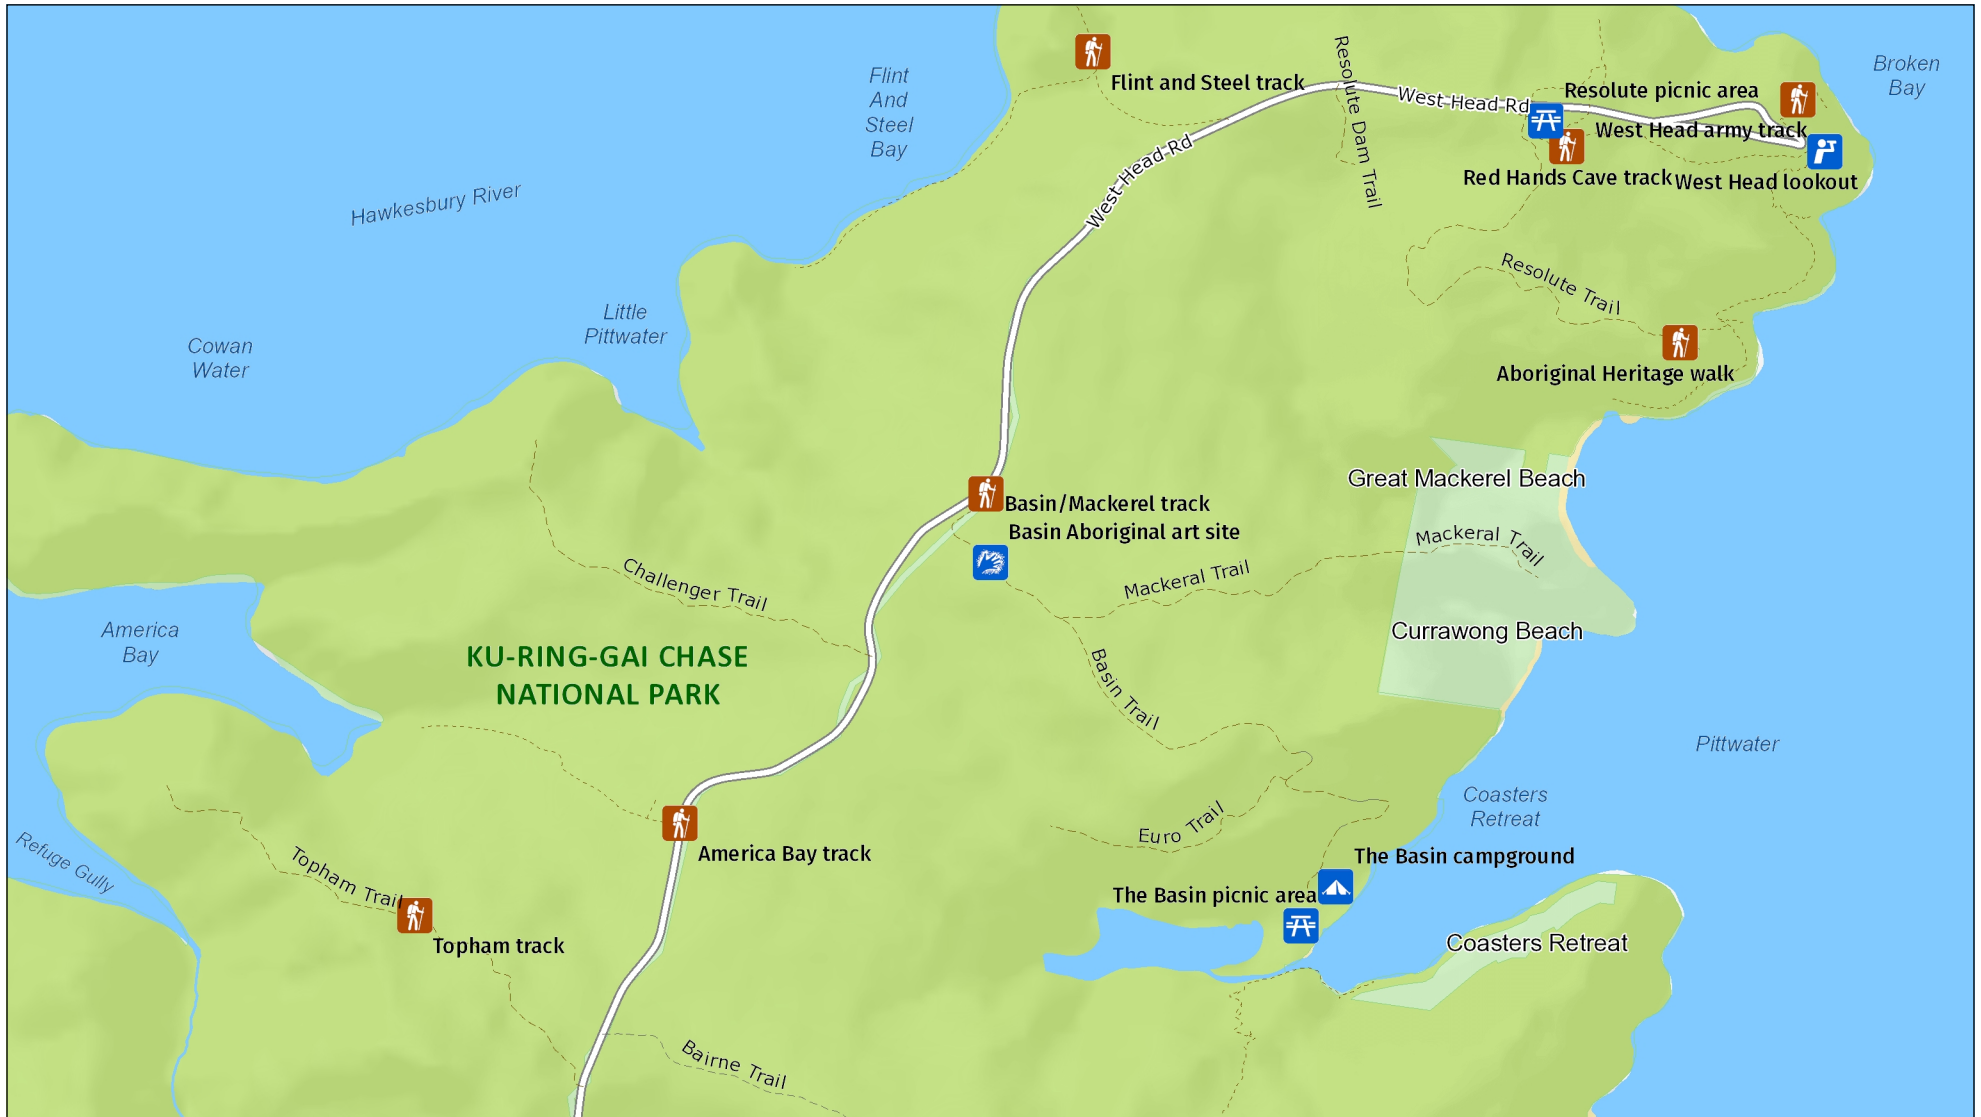 Flint
And
Steel
Bay
Flint and Steel track
Resolute Dam Trail
West Head Rd
Resolute picnic area
Broken
Bay
West Head army track
Red Hands Cave track
West Head lookout
West Head Rd
Hawkesbury River
Resolute Trail
Little
Pittwater
Cowan
Water
Aboriginal Heritage walk
Great Mackerel Beach
Basin/Mackerel track
Basin Aboriginal art site
Mackeral Trail
Mackeral Trail
Challenger Trail
America
Bay
Currawong Beach
KU-RING-GAI CHASE
NATIONAL PARK
Basin Trail
Pittwater
Coasters
Retreat
Euro Trail
Refuge Gully
America Bay track
The Basin campground
Topham Trail
The Basin picnic area
Topham track
Coasters Retreat
Bairne Trail